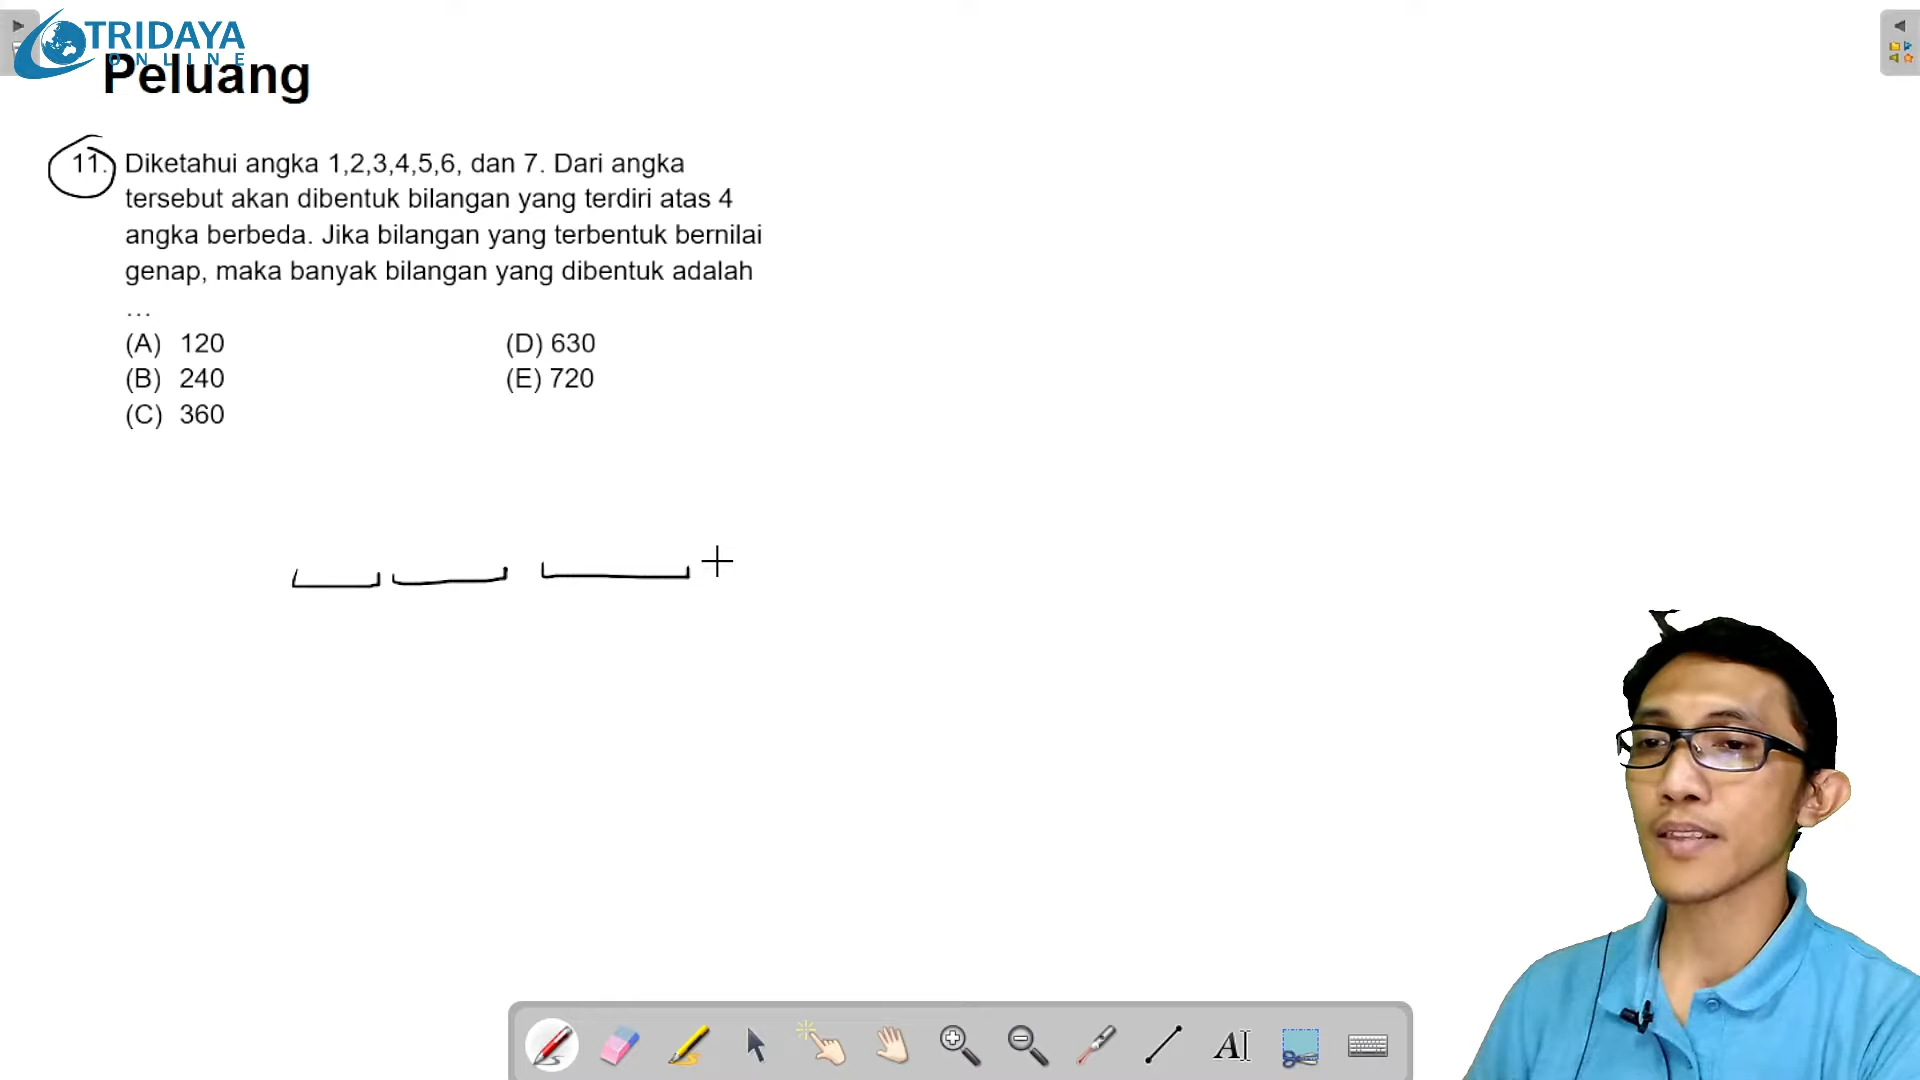 TRIDAYA
ONLINE
Peluang
11. Diketahui angka 1,2,3,4,5,6, dan 7. Dari angka
tersebut akan dibentuk bilangan yang terdiri atas 4
angka berbeda. Jika bilangan yang terbentuk bernilai
genap, maka banyak bilangan yang dibentuk adalah
…
(A) 120
(D) 630
(B) 240
(E) 720
(C) 360